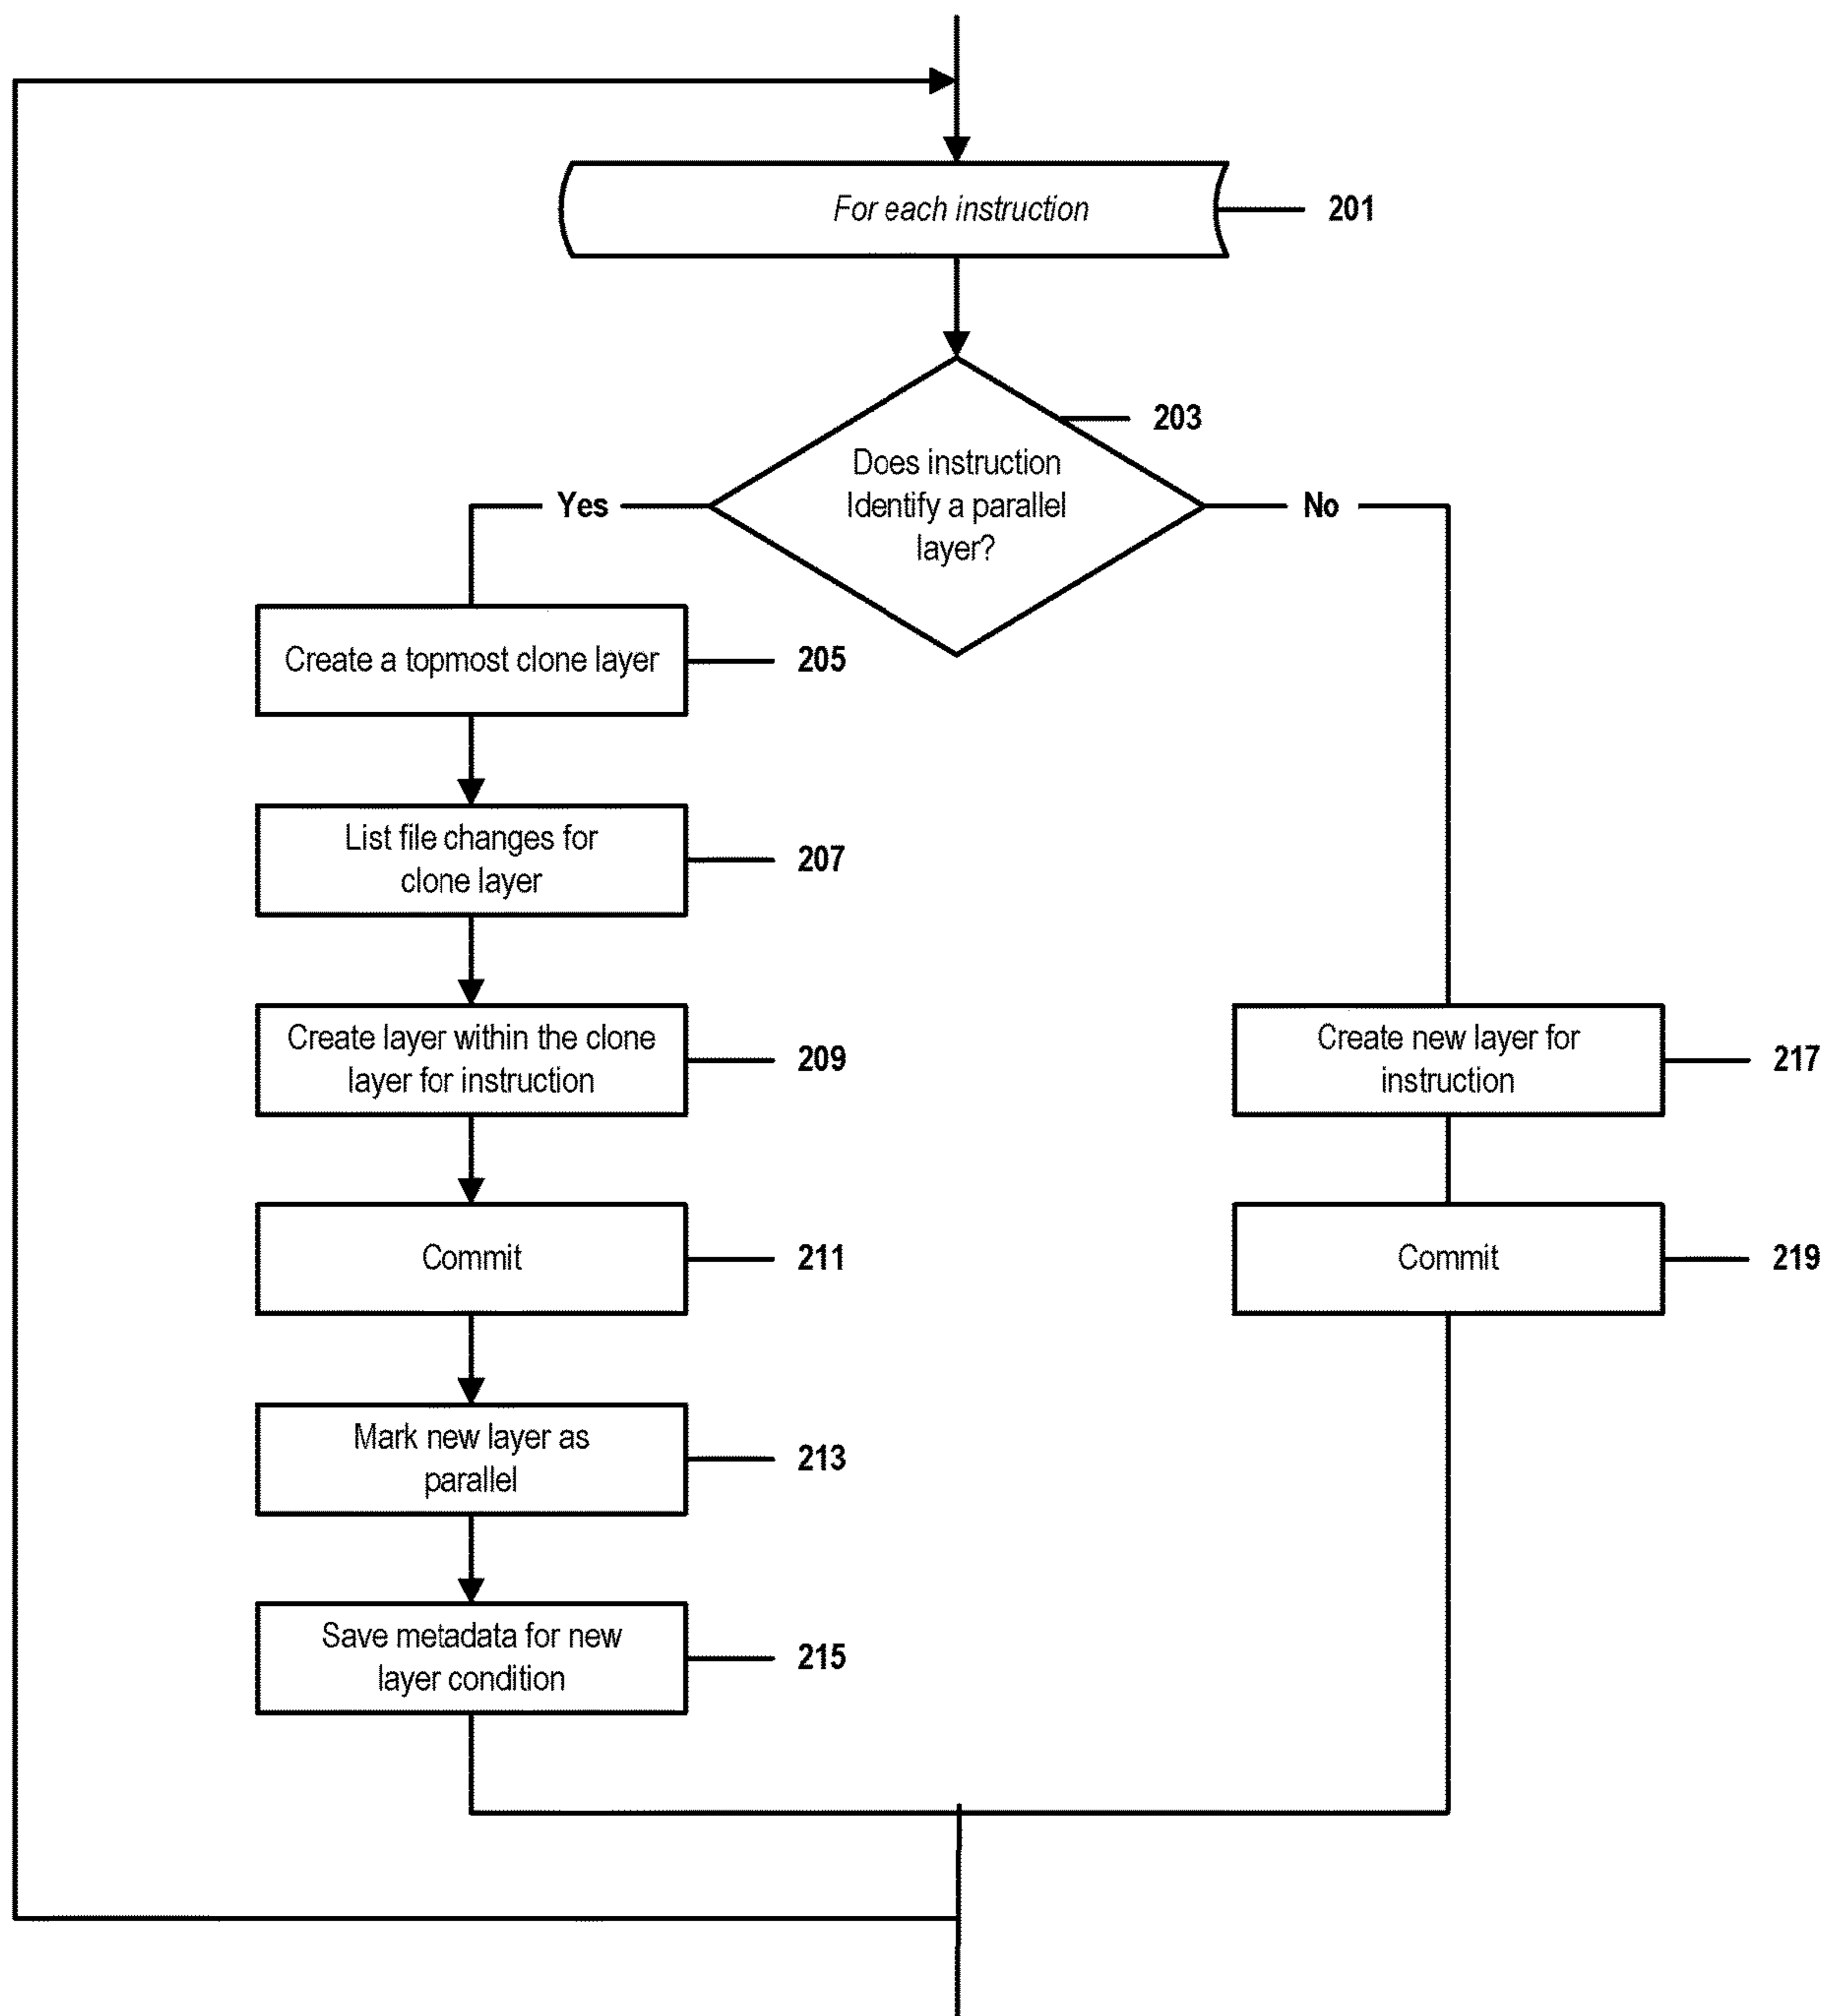 For each instruction
201
203
Does instruction
Identify a parallel
layer?
Yes
No
Create a topmost clone layer
205
List file changes for
clone layer
207
Create layer within the clone
layer for instruction
209
Create new layer for
instruction
217
Commit
211
Commit
219
Mark new layer as
parallel
213
Save metadata for new
layer condition
215